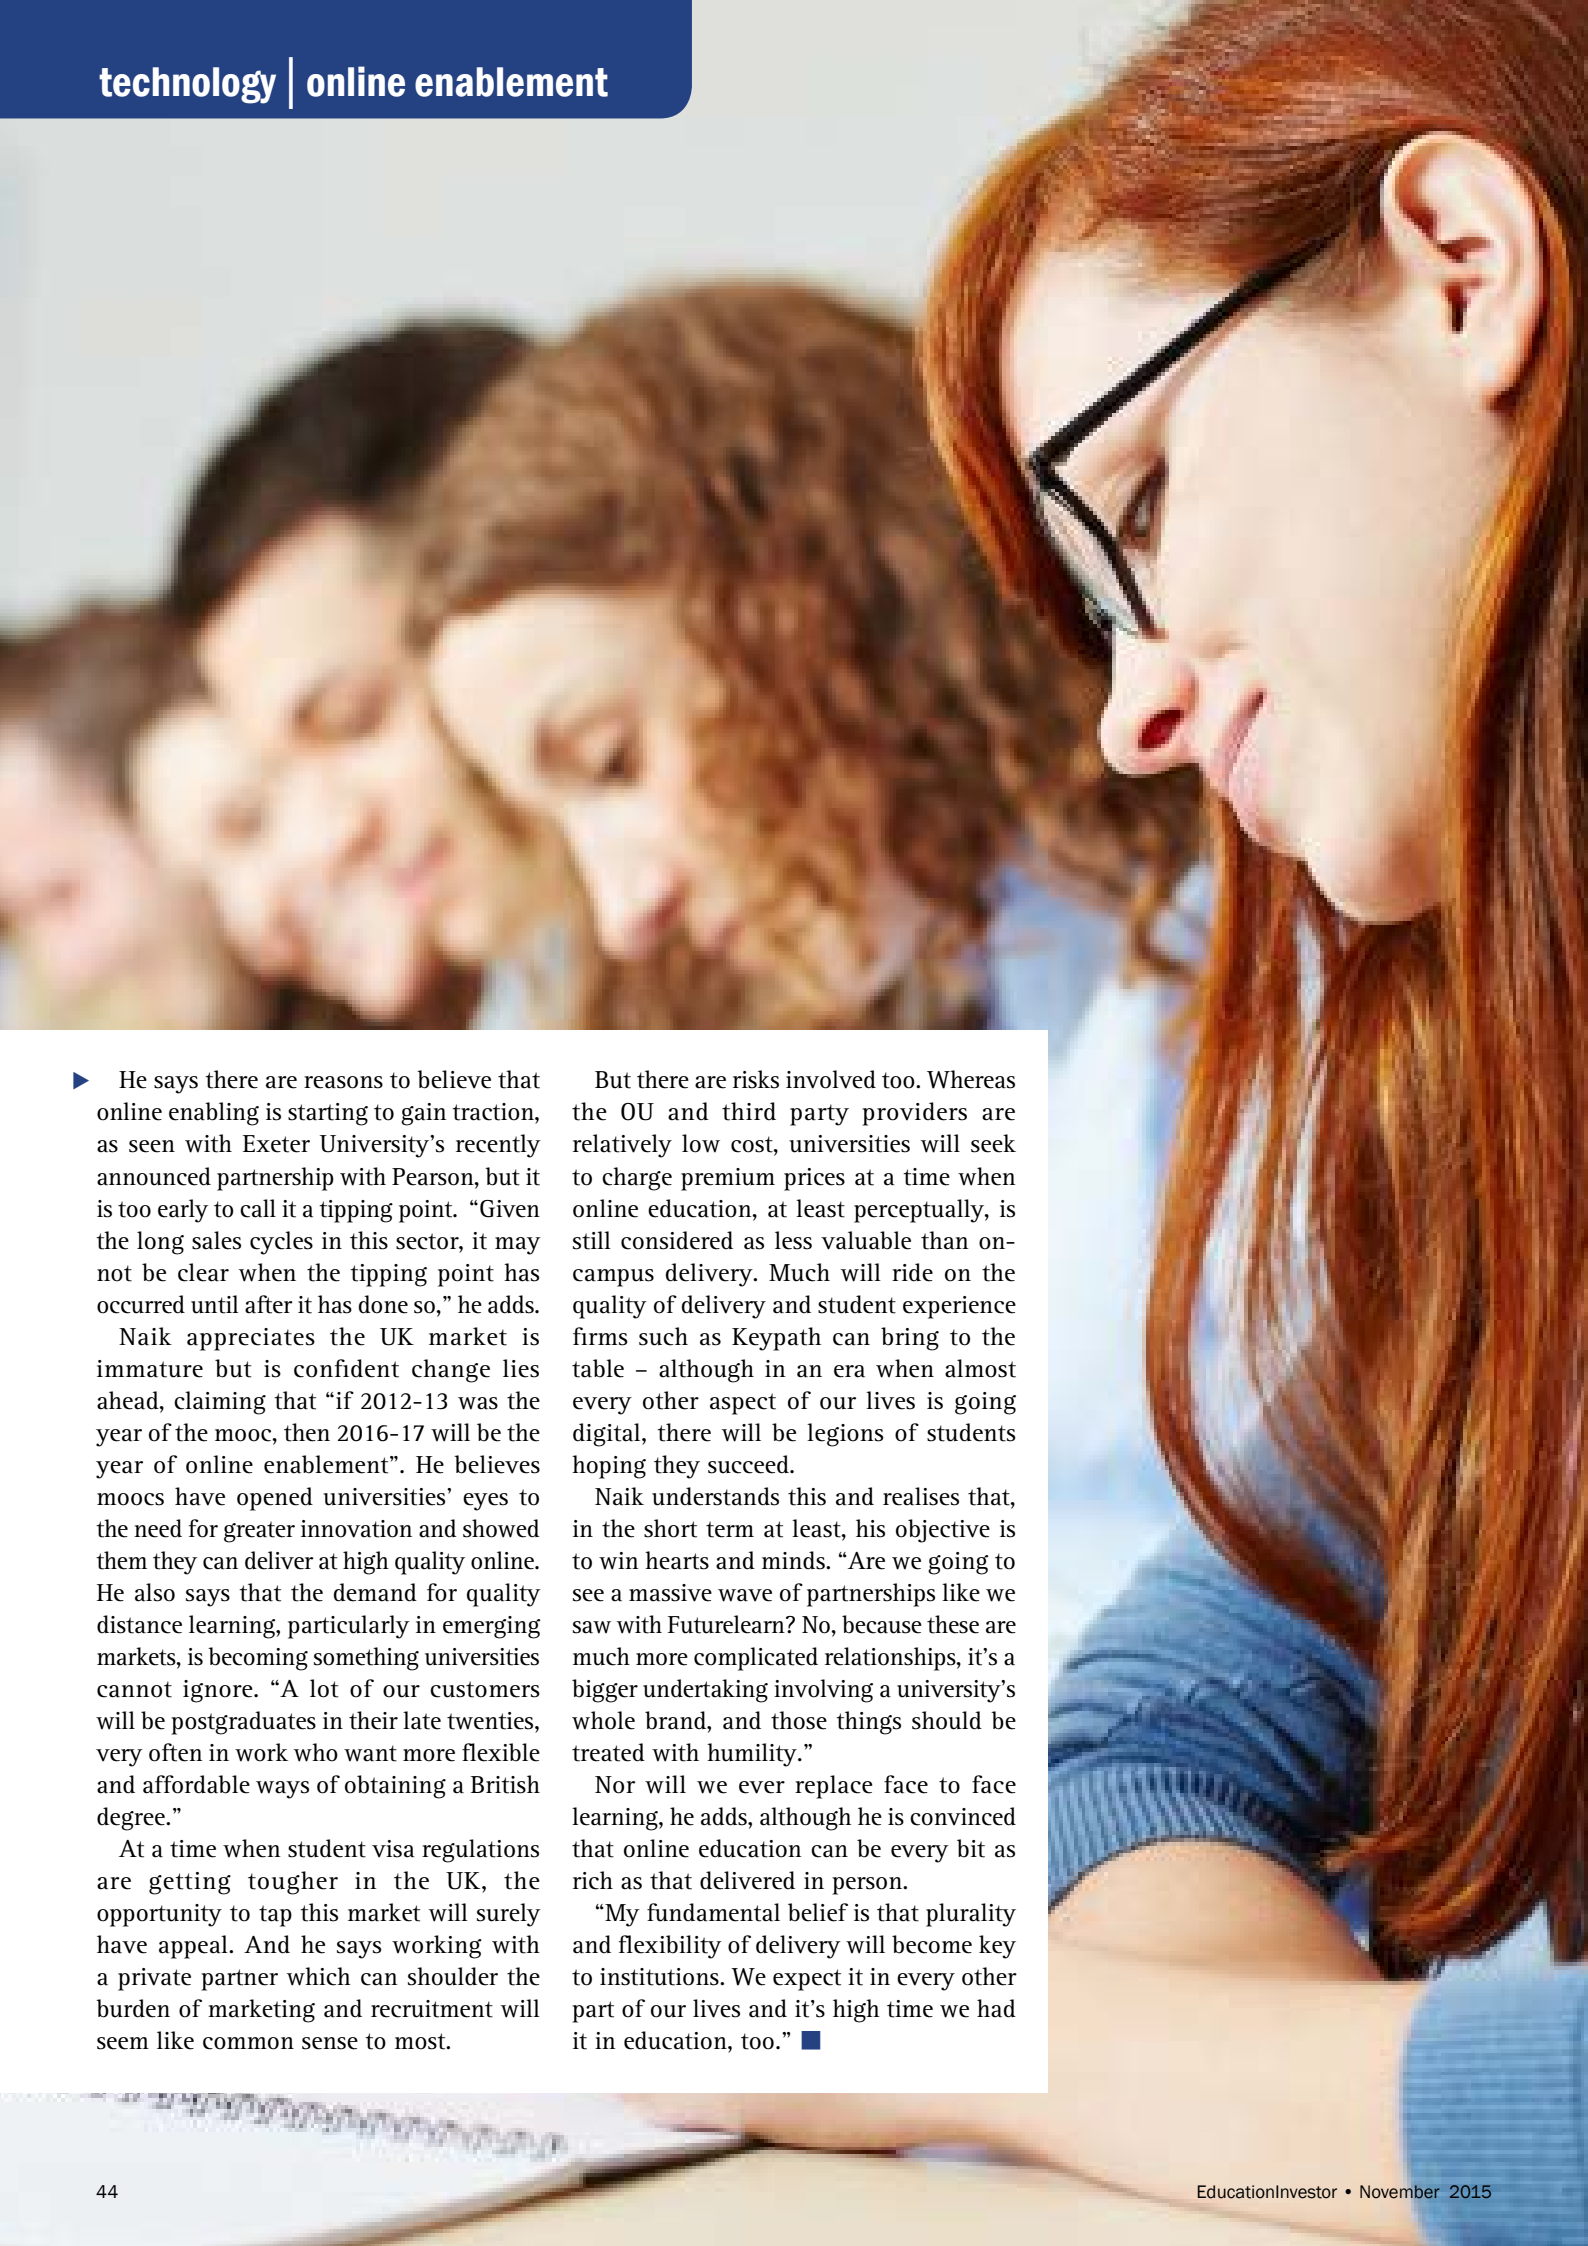 technology | online enablement
▶ He says there are reasons to believe that
online enabling is starting to gain traction,
as seen with Exeter University’s recently
announced partnership with Pearson, but it
is too early to call it a tipping point. “Given
the long sales cycles in this sector, it may
not be clear when the tipping point has
occurred until after it has done so,” he adds.
Naik appreciates the UK market is
immature but is confident change lies
ahead, claiming that “if 2012-13 was the
year of the mooc, then 2016-17 will be the
year of online enablement”. He believes
moocs have opened universities’ eyes to
the need for greater innovation and showed
them they can deliver at high quality online.
He also says that the demand for quality
distance learning, particularly in emerging
markets, is becoming something universities
cannot ignore. “A lot of our customers
will be postgraduates in their late twenties,
very often in work who want more flexible
and affordable ways of obtaining a British
degree.”
At a time when student visa regulations
are getting tougher in the UK, the
opportunity to tap this market will surely
have appeal. And he says working with
a private partner which can shoulder the
burden of marketing and recruitment will
seem like common sense to most.
But there are risks involved too. Whereas
the OU and third party providers are
relatively low cost, universities will seek
to charge premium prices at a time when
online education, at least perceptually, is
still considered as less valuable than on-
campus delivery. Much will ride on the
quality of delivery and student experience
firms such as Keypath can bring to the
table – although in an era when almost
every other aspect of our lives is going
digital, there will be legions of students
hoping they succeed.
Naik understands this and realises that,
in the short term at least, his objective is
to win hearts and minds. “Are we going to
see a massive wave of partnerships like we
saw with Futurelearn? No, because these are
much more complicated relationships, it’s a
bigger undertaking involving a university’s
whole brand, and those things should be
treated with humility.”
Nor will we ever replace face to face
learning, he adds, although he is convinced
that online education can be every bit as
rich as that delivered in person.
“My fundamental belief is that plurality
and flexibility of delivery will become key
to institutions. We expect it in every other
part of our lives and it’s high time we had
it in education, too.” ■
44
EducationInvestor • November 2015